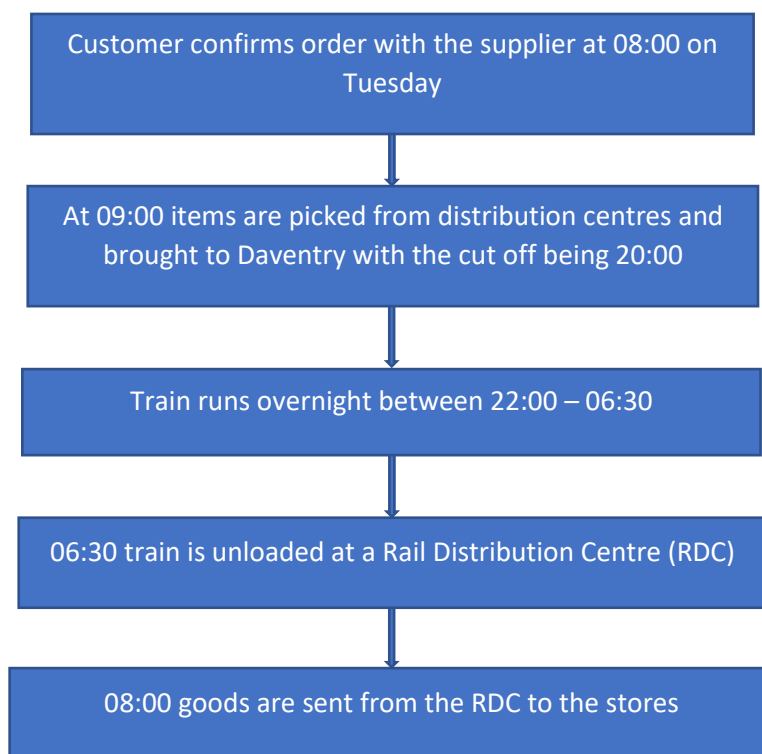 Customer confirms order with the supplier at 08:00 on
Tuesday
At 09:00 items are picked from distribution centres and
brought to Daventry with the cut off being 20:00
Train runs overnight between 22:00 – 06:30
06:30 train is unloaded at a Rail Distribution Centre (RDC)
08:00 goods are sent from the RDC to the stores